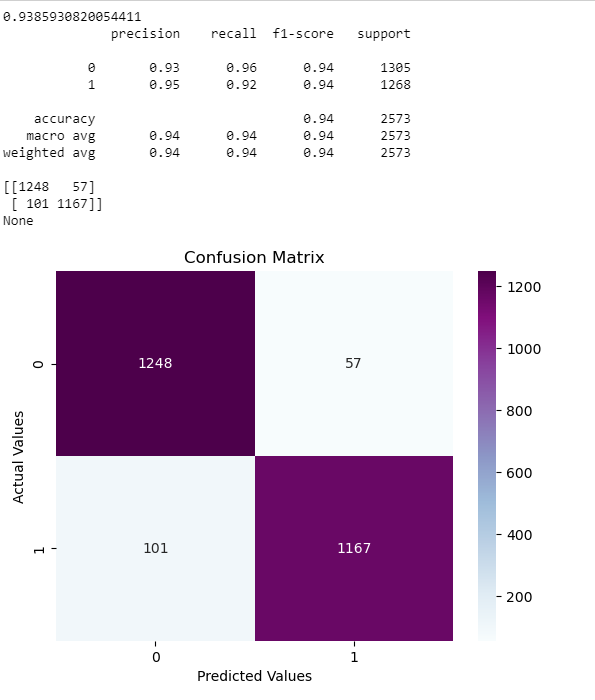 0.9385930820054411
precision recall f1-score support
0 0.93 0.96 0.94 1305
1 0.95 0.92 0.94 1268
accuracy 0.94 2573
macro avg 0.94 0.94 0.94 2573
weighted avg 0.94 0.94 0.94 2573
[[1248 57]
[ 101 1167]]
None
Confusion Matrix
1200
1000
800
600
400
200
Actual Values
0
1248
57
1
101
1167
0 1
Predicted Values